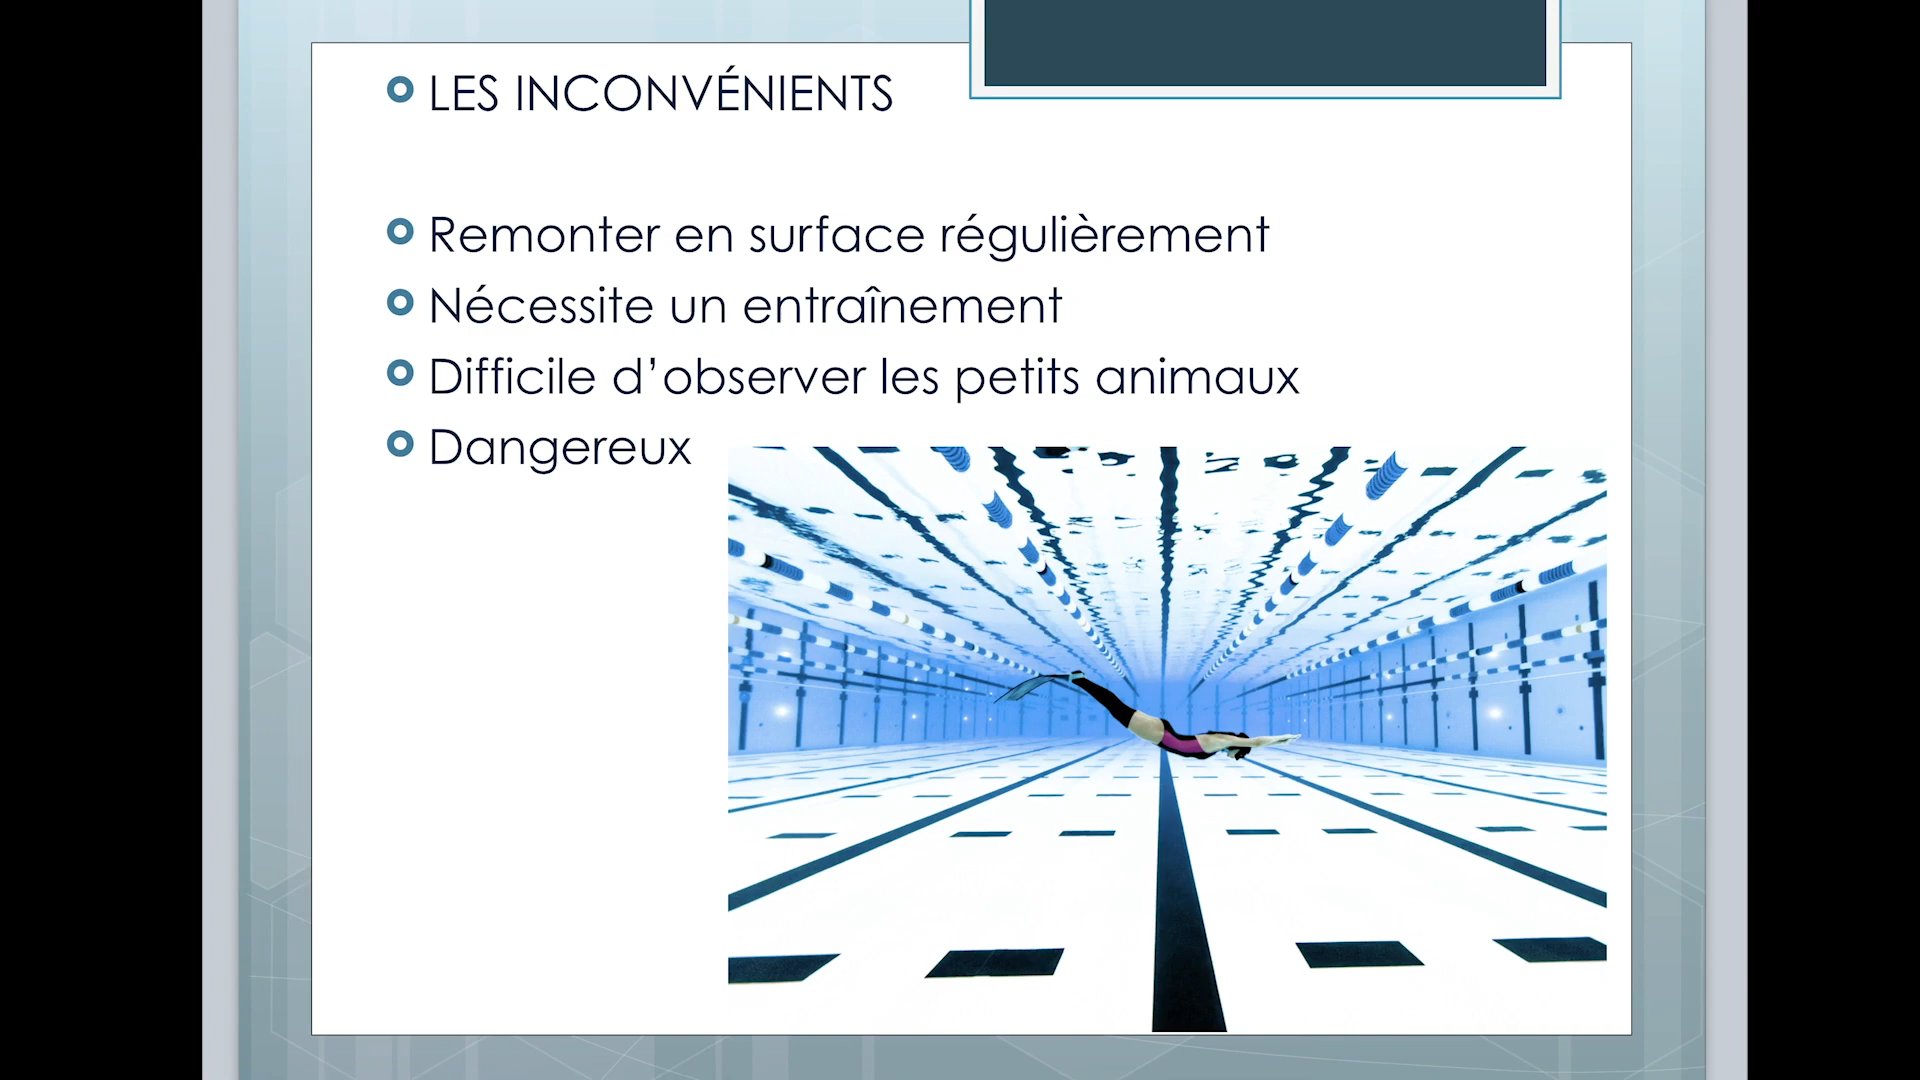 LES INCONVÉNIENTS
Remonter en surface régulièrement
Nécessite un entraînement
Difficile d’observer les petits animaux
Dangereux